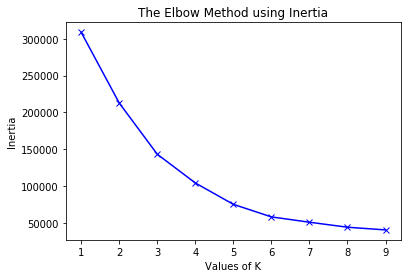 The Elbow Method using Inertia
300000
250000
200000
150000
100000
50000
Inertia
1 2 3 4 5 6 7 8 9
Values of K